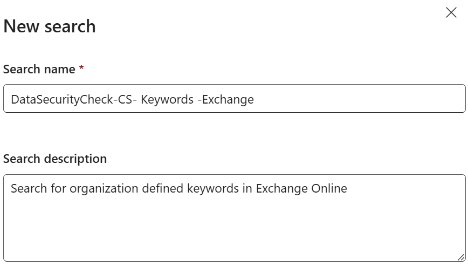 New search
Search name *
DataSecurityCheck-CS- Keywords -Exchange
Search description
Search for organization defined keywords in Exchange Online